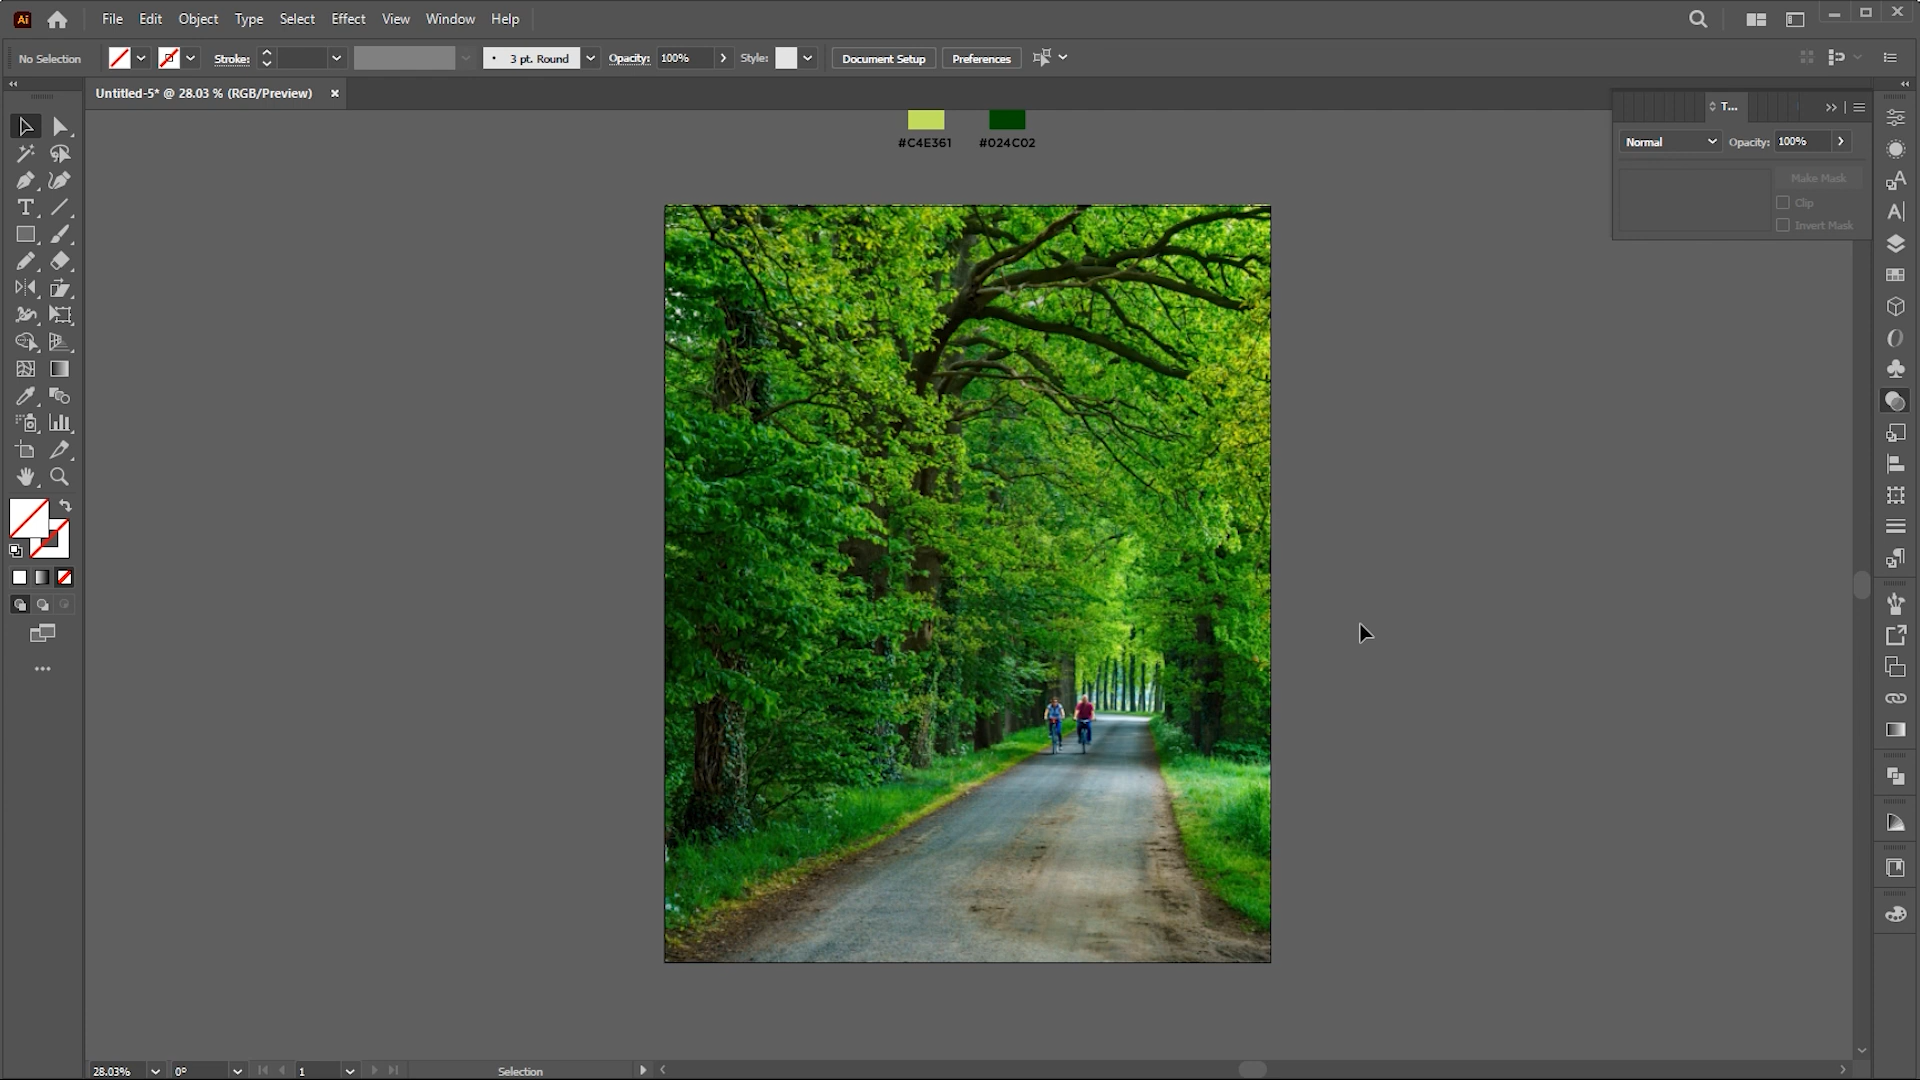 Ai File Edit Object Type Select Effect View Window Help
No Selection Stroke: 3 pt. Round Opacity: 100% Style: Document Setup Preferences
Untitled-5* @ 28.03 % (RGB/Preview) ×
T...
Normal Opacity: 100%
Make Mask
Clip
Invert Mask
#C4E361 #024C02
28.03% 0° 1 Selection